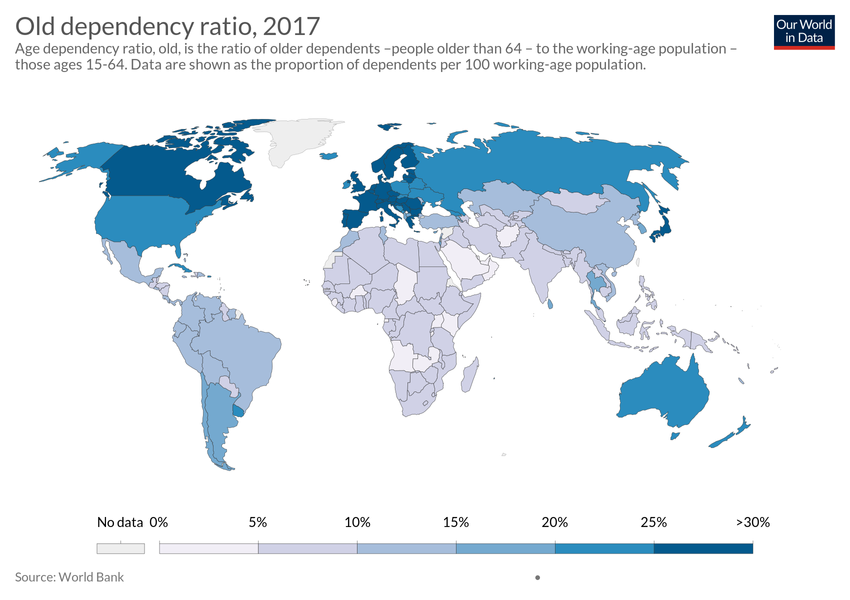 Old dependency ratio, 2017
Our World
in Data
Age dependency ratio, old, is the ratio of older dependents –people older than 64 – to the working-age population –
those ages 15-64. Data are shown as the proportion of dependents per 100 working-age population.
No data 0% 5% 10% 15% 20% 25% >30%
Source: World Bank